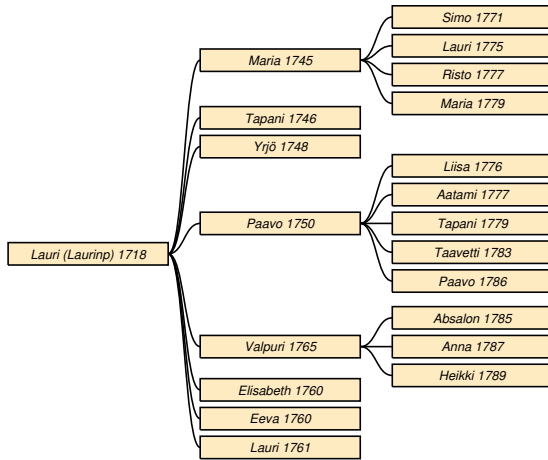 Lauri (Laurinp) 1718
Maria 1745
Simo 1771
Lauri 1775
Risto 1777
Maria 1779
Tapani 1746
Yrjö 1748
Paavo 1750
Liisa 1776
Aatami 1777
Tapani 1779
Taavetti 1783
Paavo 1786
Valpuri 1765
Absalon 1785
Anna 1787
Heikki 1789
Elisabeth 1760
Eeva 1760
Lauri 1761